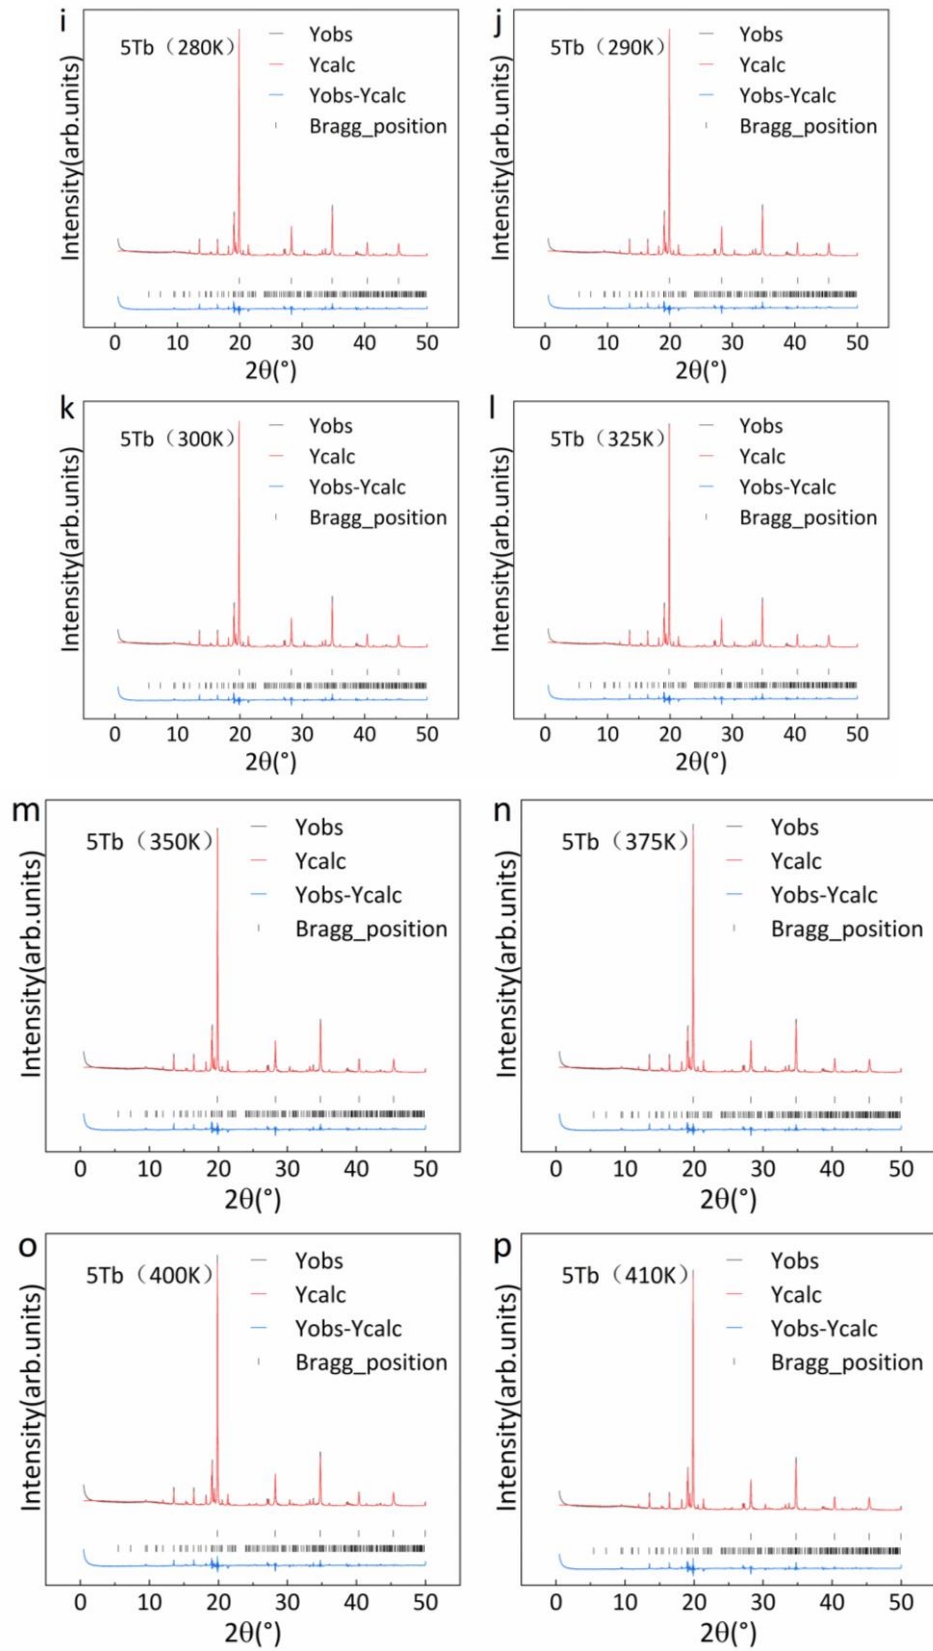 i
5Tb（280K）
Yobs
Ycalc
Yobs-Ycalc
Bragg_position
Intensity(arb.units)
0 10 20 30 40 50
2θ(°)
j
5Tb（290K）
Yobs
Ycalc
Yobs-Ycalc
Bragg_position
Intensity(arb.units)
0 10 20 30 40 50
2θ(°)
k
5Tb（300K）
Yobs
Ycalc
Yobs-Ycalc
Bragg_position
Intensity(arb.units)
0 10 20 30 40 50
2θ(°)
l
5Tb（325K）
Yobs
Ycalc
Yobs-Ycalc
Bragg_position
Intensity(arb.units)
0 10 20 30 40 50
2θ(°)
m
5Tb（350K）
Yobs
Ycalc
Yobs-Ycalc
Bragg_position
Intensity(arb.units)
0 10 20 30 40 50
2θ(°)
n
5Tb（375K）
Yobs
Ycalc
Yobs-Ycalc
Bragg_position
Intensity(arb.units)
0 10 20 30 40 50
2θ(°)
o
5Tb（400K）
Yobs
Ycalc
Yobs-Ycalc
Bragg_position
Intensity(arb.units)
0 10 20 30 40 50
2θ(°)
p
5Tb（410K）
Yobs
Ycalc
Yobs-Ycalc
Bragg_position
Intensity(arb.units)
0 10 20 30 40 50
2θ(°)